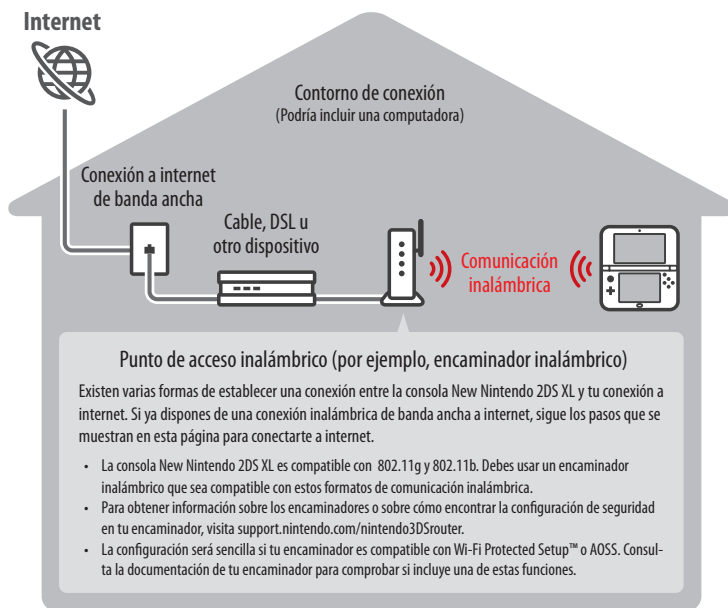 Internet
Contorno de conexión
(Podría incluir una computadora)
Conexión a internet
de banda ancha
Cable, DSL u
otro dispositivo
Comunicación
inalámbrica
Punto de acceso inalámbrico (por ejemplo, encaminador inalámbrico)
Existen varias formas de establecer una conexión entre la consola New Nintendo 2DS XL y tu conexión a
internet. Si ya dispones de una conexión inalámbrica de banda ancha a internet, sigue los pasos que se
muestran en esta página para conectarte a internet.
• La consola New Nintendo 2DS XL es compatible con 802.11g y 802.11b. Debes usar un encaminador
inalámbrico que sea compatible con estos formatos de comunicación inalámbrica.
• Para obtener información sobre los encaminadores o sobre cómo encontrar la configuración de seguridad
en tu encaminador, visita support.nintendo.com/nintendo3DSrouter.
• La configuración será sencilla si tu encaminador es compatible con Wi-Fi Protected Setup™ o AOSS. Consul-
ta la documentación de tu encaminador para comprobar si incluye una de estas funciones.